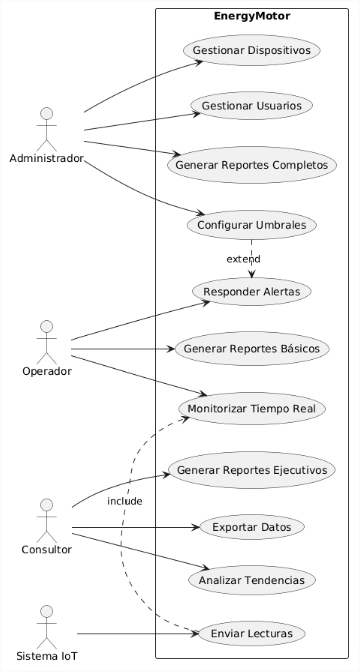 EnergyMotor
Gestionar Dispositivos
Gestionar Usuarios
Administrador
Generar Reportes Completos
Configurar Umbrales
extend
Responder Alertas
Operador
Generar Reportes Básicos
Monitorizar Tiempo Real
Generar Reportes Ejecutivos
include
Exportar Datos
Consultor
Analizar Tendencias
Enviar Lecturas
Sistema IoT